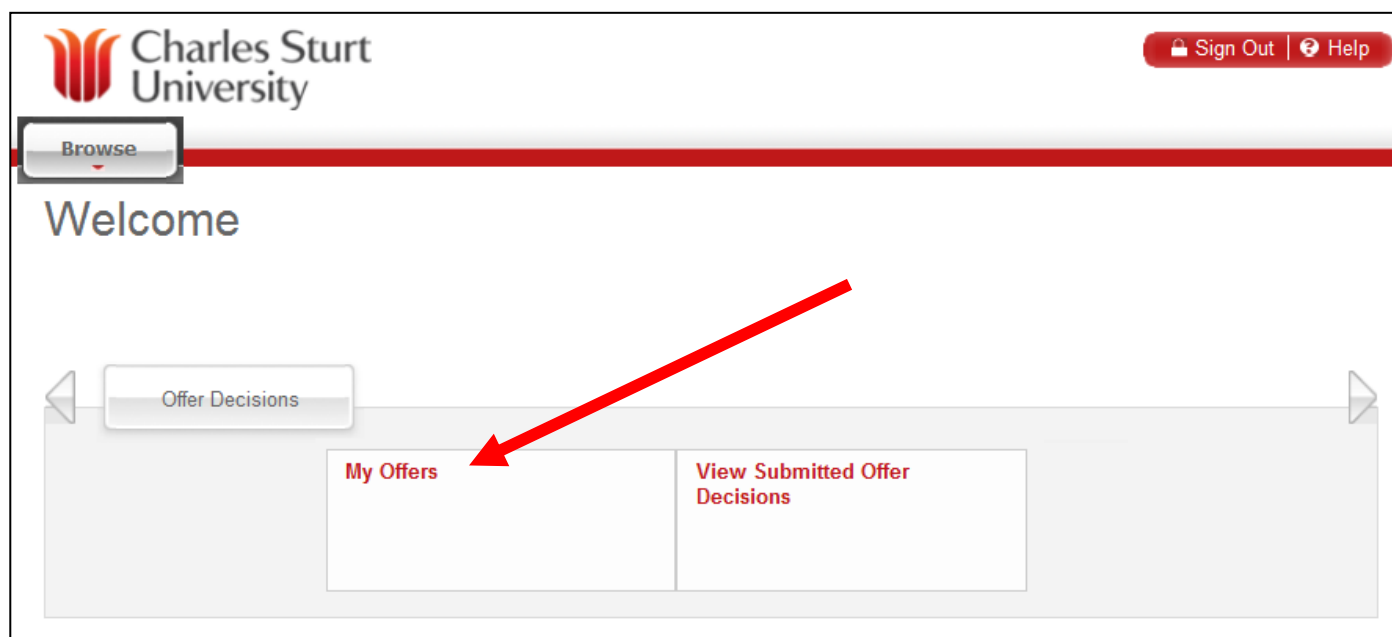 Charles Sturt
University
Sign Out | Help
Browse
Welcome
Offer Decisions
My Offers
View Submitted Offer
Decisions